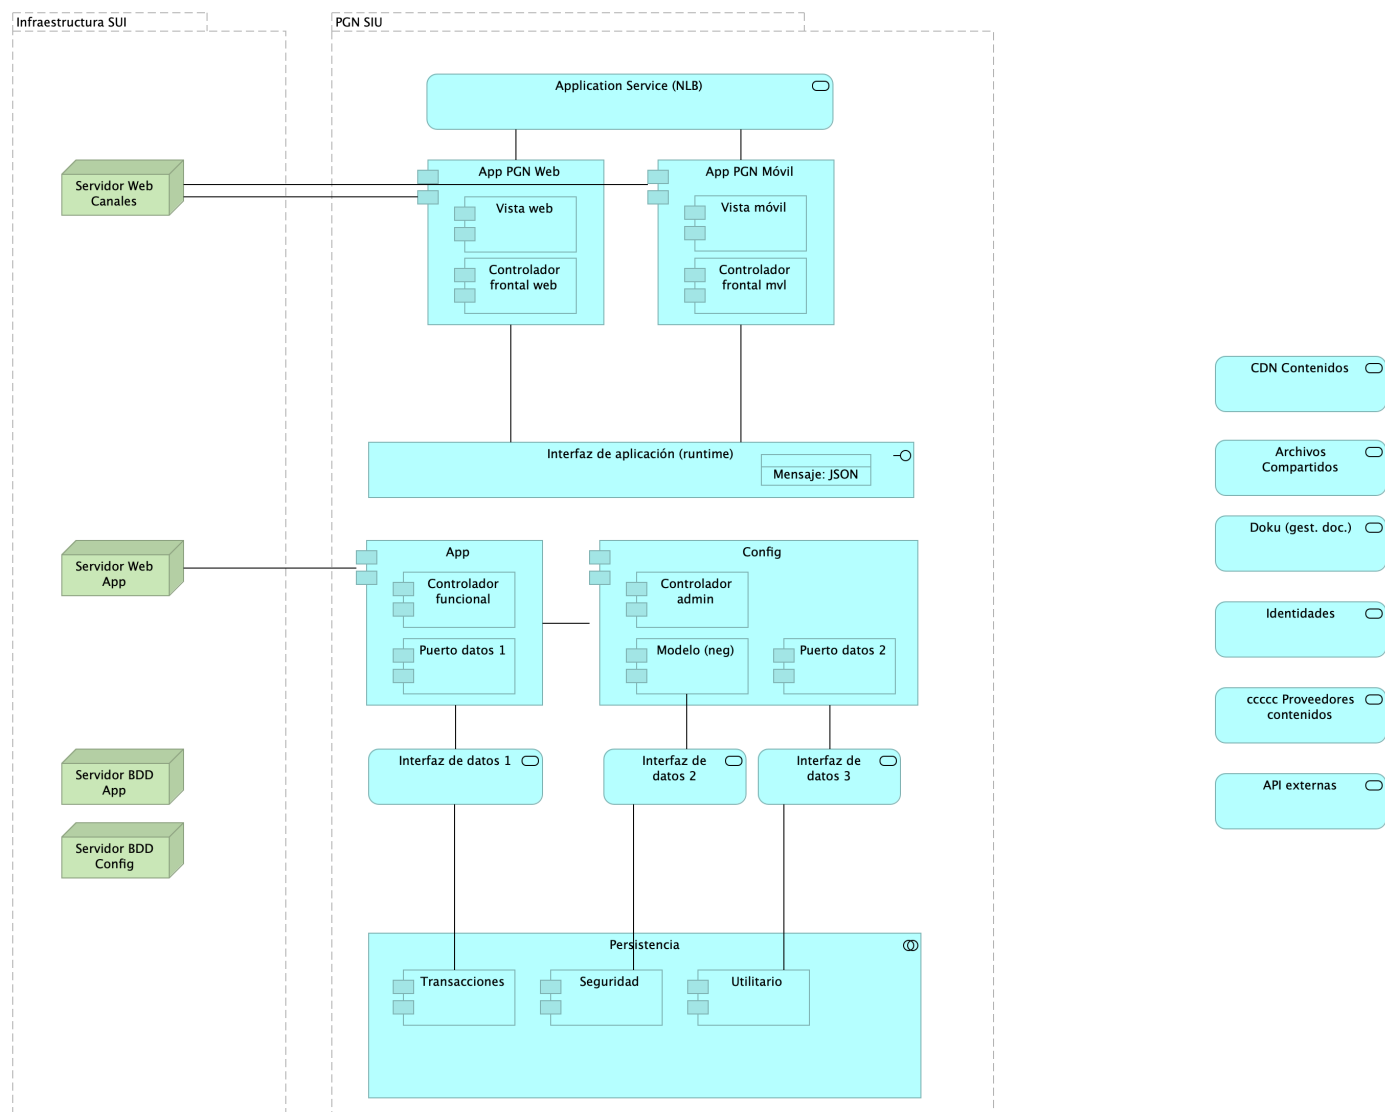 Infraestructura SUI
PGN SIU
Application Service (NLB)
Servidor Web
Canales
App PGN Web
Vista web
Controlador
frontal web
App PGN Móvil
Vista móvil
Controlador
frontal mvl
Interfaz de aplicación (runtime)
Mensaje: JSON
Servidor Web
App
App
Controlador
funcional
Puerto datos 1
Config
Controlador
admin
Modelo (neg)
Puerto datos 2
Servidor BDD
App
Servidor BDD
Config
Interfaz de datos 1
Interfaz de
datos 2
Interfaz de
datos 3
Persistencia
Transacciones
Seguridad
Utilitario
CDN Contenidos
Archivos
Compartidos
Doku (gest. doc.)
Identidades
ccccc Proveedores
contenidos
API externas